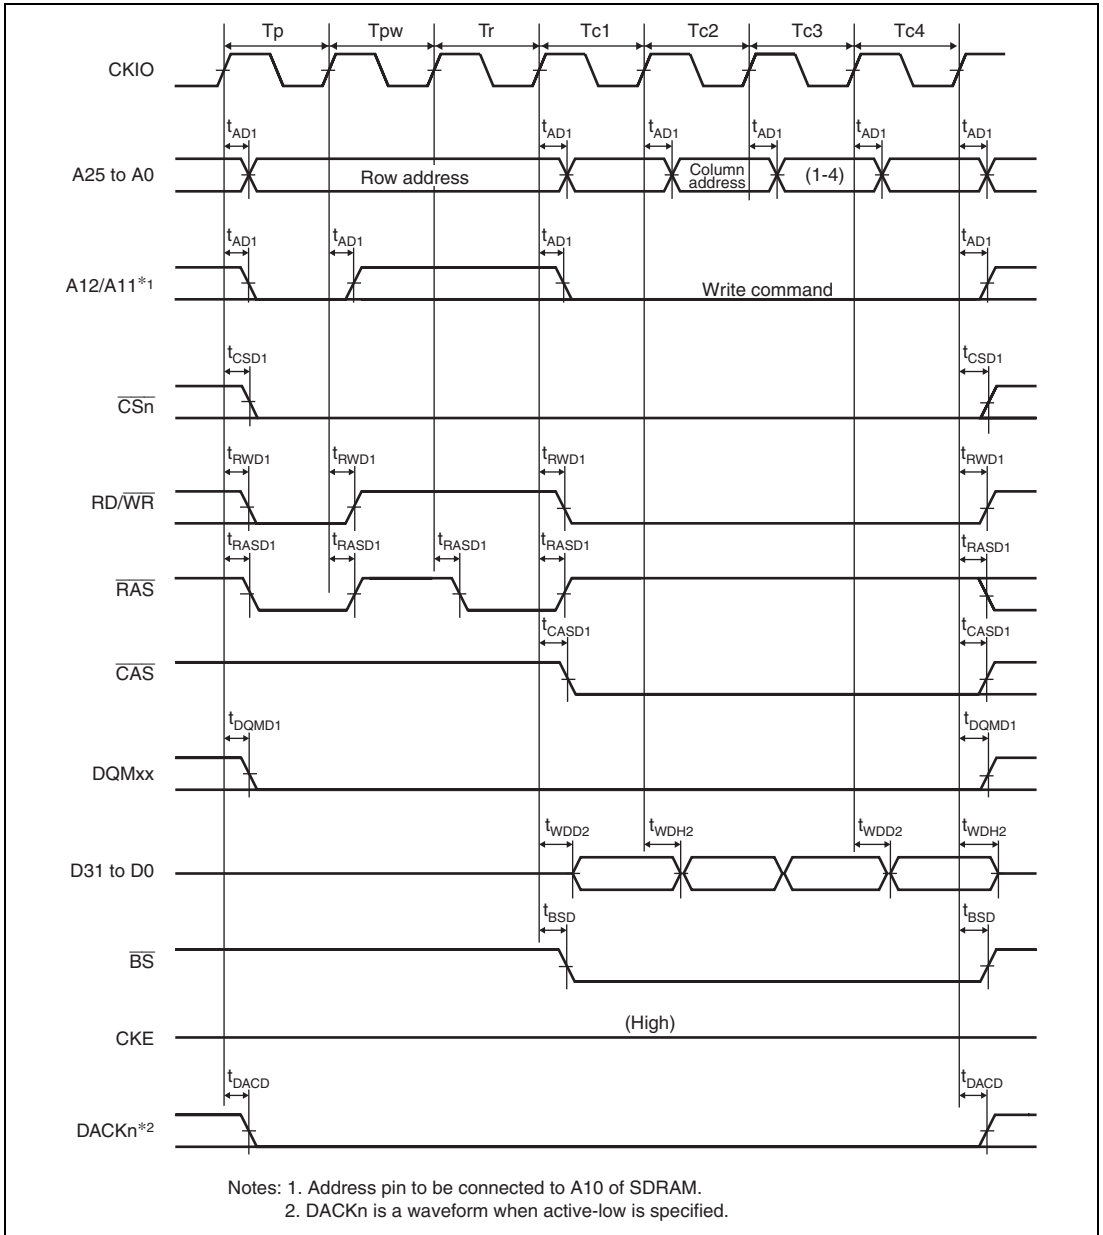 Tp Tpw Tr Tc1 Tc2 Tc3 Tc4
CKIO
tAD1 tAD1 tAD1 tAD1 tAD1 tAD1
A25 to A0 Row address Column address (1-4)
tAD1 tAD1 tAD1 tAD1
A12/A11*1 Write command
tCSD1 tCSD1
CSn
tRWD1 tRWD1 tRWD1 tRWD1
RD/WR
tRASD1 tRASD1 tRASD1 tRASD1 tRASD1
RAS
tCASD1 tCASD1
CAS
tDQMD1 tDQMD1
DQMxx
tWDD2 tWDH2 tWDD2 tWDH2
D31 to D0
tBSD tBSD
BS
(High)
CKE
tDACD tDACD
DACKn*2
Notes: 1. Address pin to be connected to A10 of SDRAM.
2. DACKn is a waveform when active-low is specified.